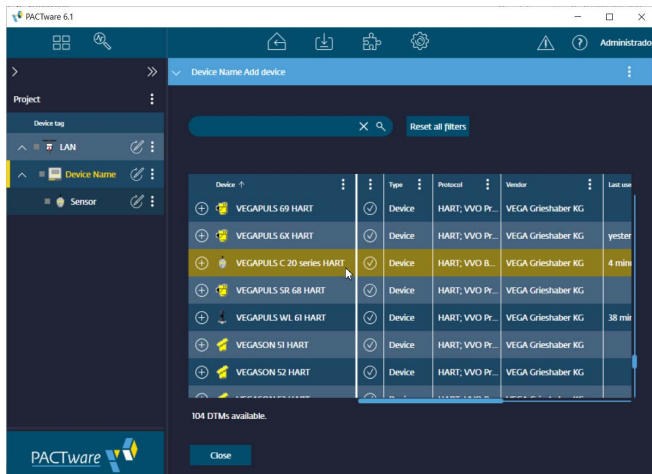 PACTware 6.1
Administrado
Device Name Add device
Project
Device tag
LAN
Device Name
Sensor
Reset all filters
Device Type Protocol Vendor Last use
VEGAPULS 69 HART Device HART; VVO Pr... VEGA Grieshaber KG
VEGAPULS 6X HART Device HART; VVO Pr... VEGA Grieshaber KG yester
VEGAPULS C 20 series HART Device HART; VVO B... VEGA Grieshaber KG 4 min
VEGAPULS SR 68 HART Device HART; VVO Pr... VEGA Grieshaber KG
VEGAPULS WL 61 HART Device HART; VVO Pr... VEGA Grieshaber KG 38 mir
VEGASON 51 HART Device HART; VVO Pr... VEGA Grieshaber KG
VEGASON 52 HART Device HART; VVO Pr... VEGA Grieshaber KG
104 DTMs available.
PACTware
Close